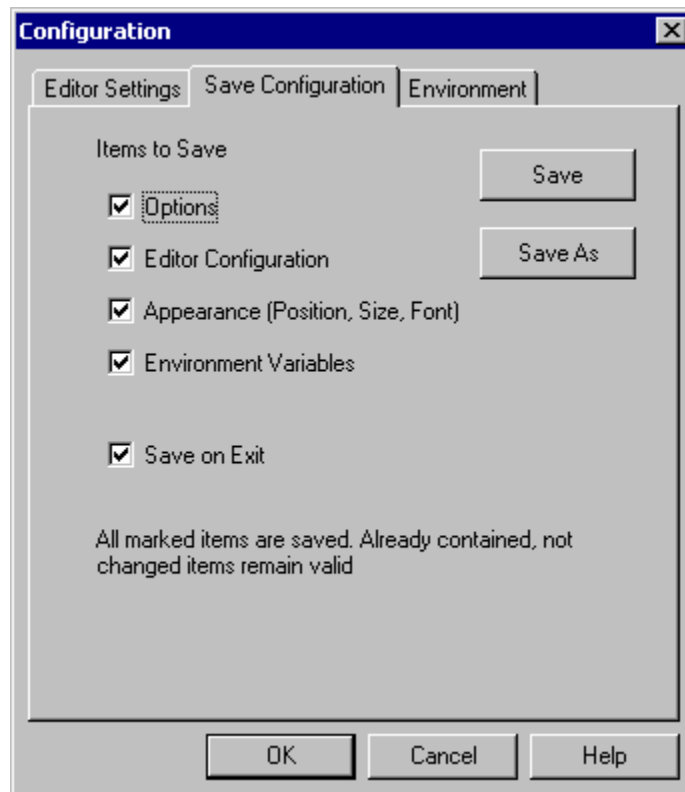 Configuration
Editor Settings
Save Configuration
Environment
Items to Save
Save
Options
Save As
Editor Configuration
Appearance (Position, Size, Font)
Environment Variables
Save on Exit
All marked items are saved. Already contained, not
changed items remain valid
OK
Cancel
Help